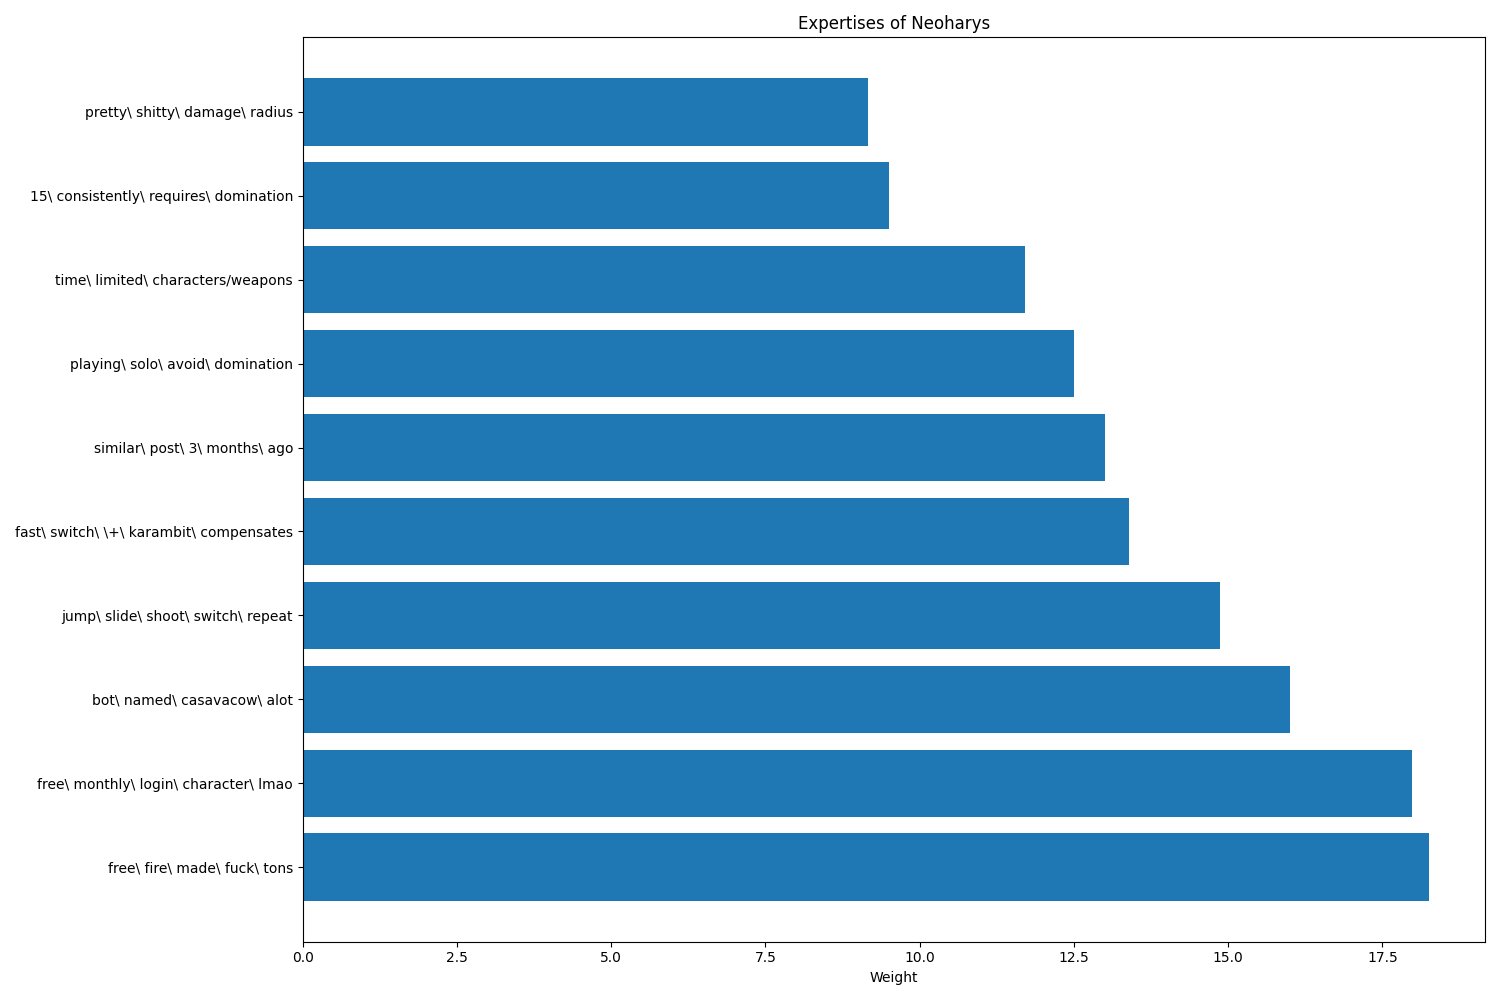 Expertises of Neoharys
pretty\ shitty\ damage\ radius
15\ consistently\ requires\ domination
time\ limited\ characters/weapons
playing\ solo\ avoid\ domination
similar\ post\ 3\ months\ ago
fast\ switch\ \+\ karambit\ compensates
jump\ slide\ shoot\ switch\ repeat
bot\ named\ casavacow\ alot
free\ monthly\ login\ character\ lmao
free\ fire\ made\ fuck\ tons
0.0 2.5 5.0 7.5 10.0 12.5 15.0 17.5
Weight